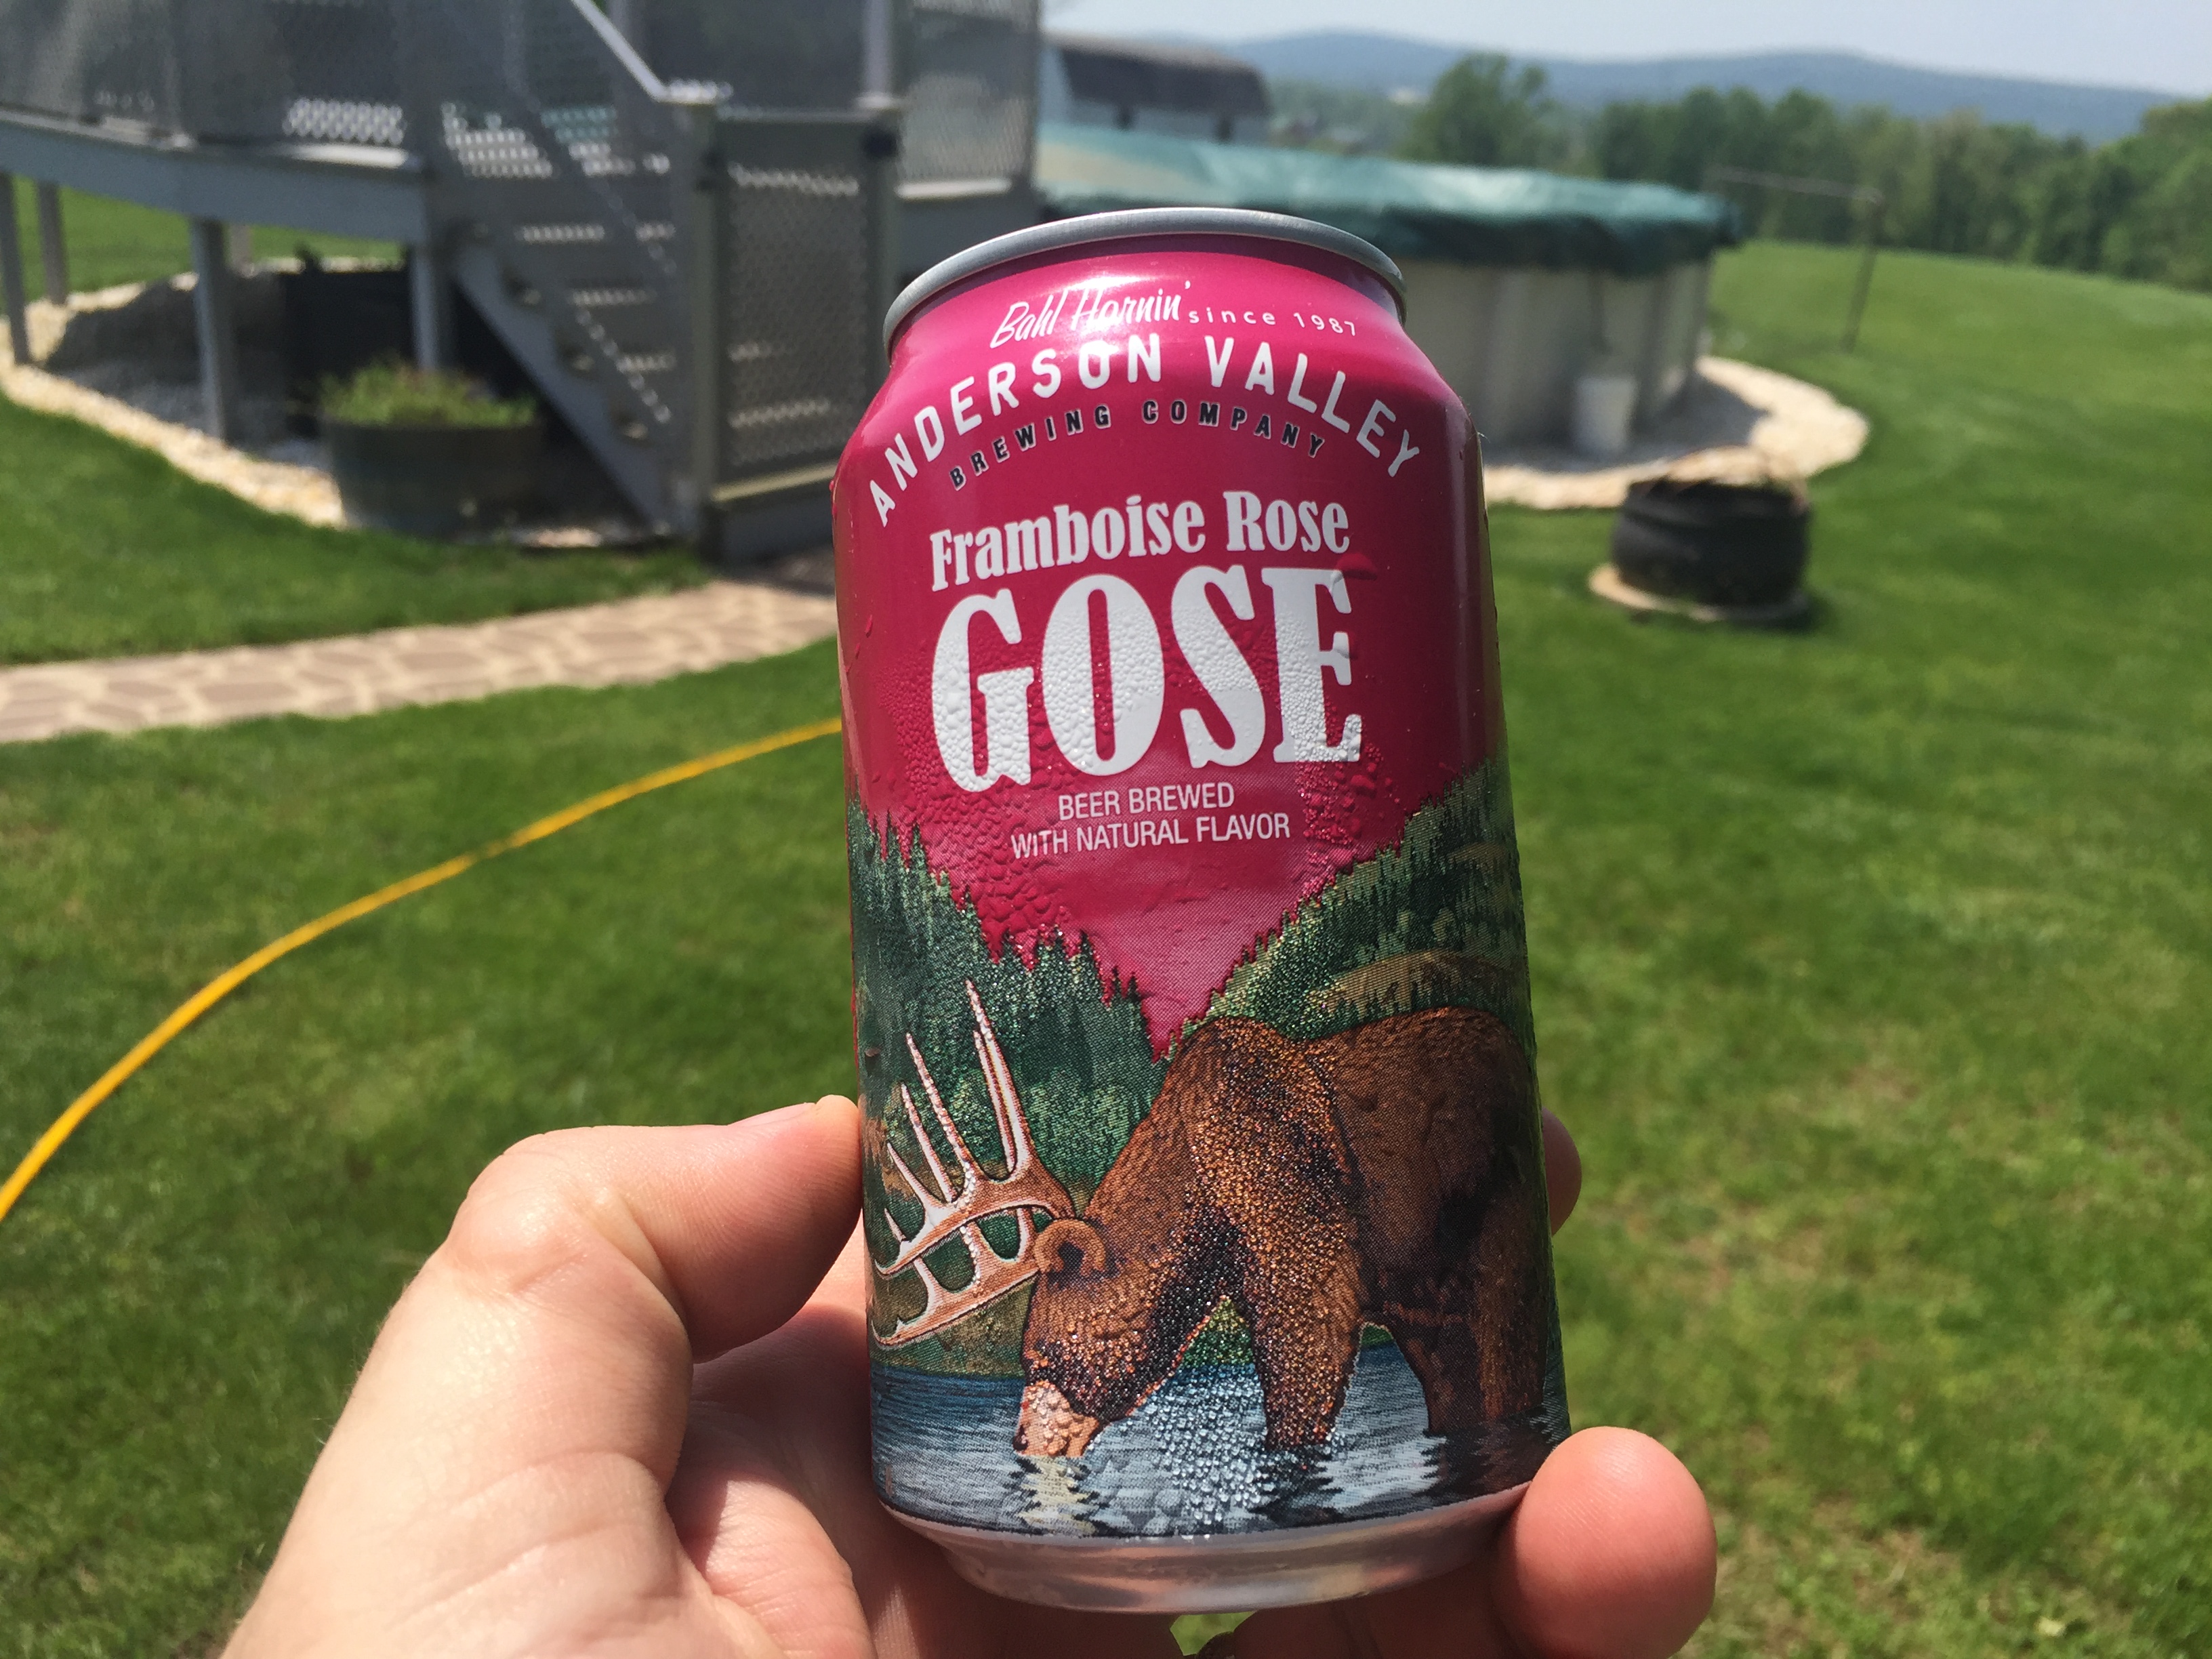 Bahl Hornin' since 1987
ANDERSON VALLEY
BREWING COMPANY
Framboise Rose
GOSE
BEER BREWED
WITH NATURAL FLAVOR